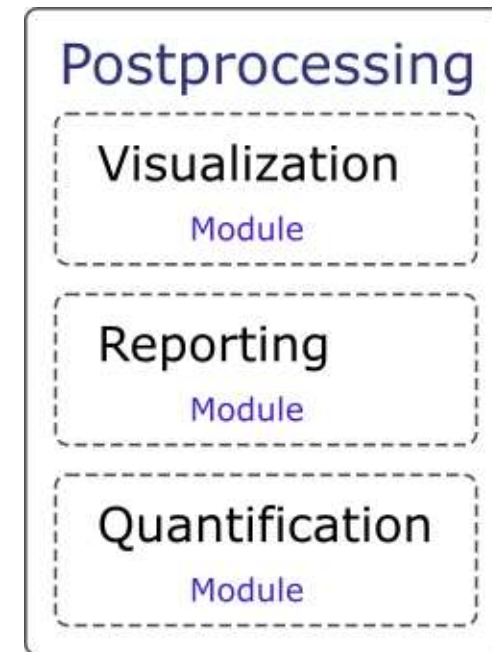 Postprocessing
Visualization
Module
Reporting
Module
Quantification
Module